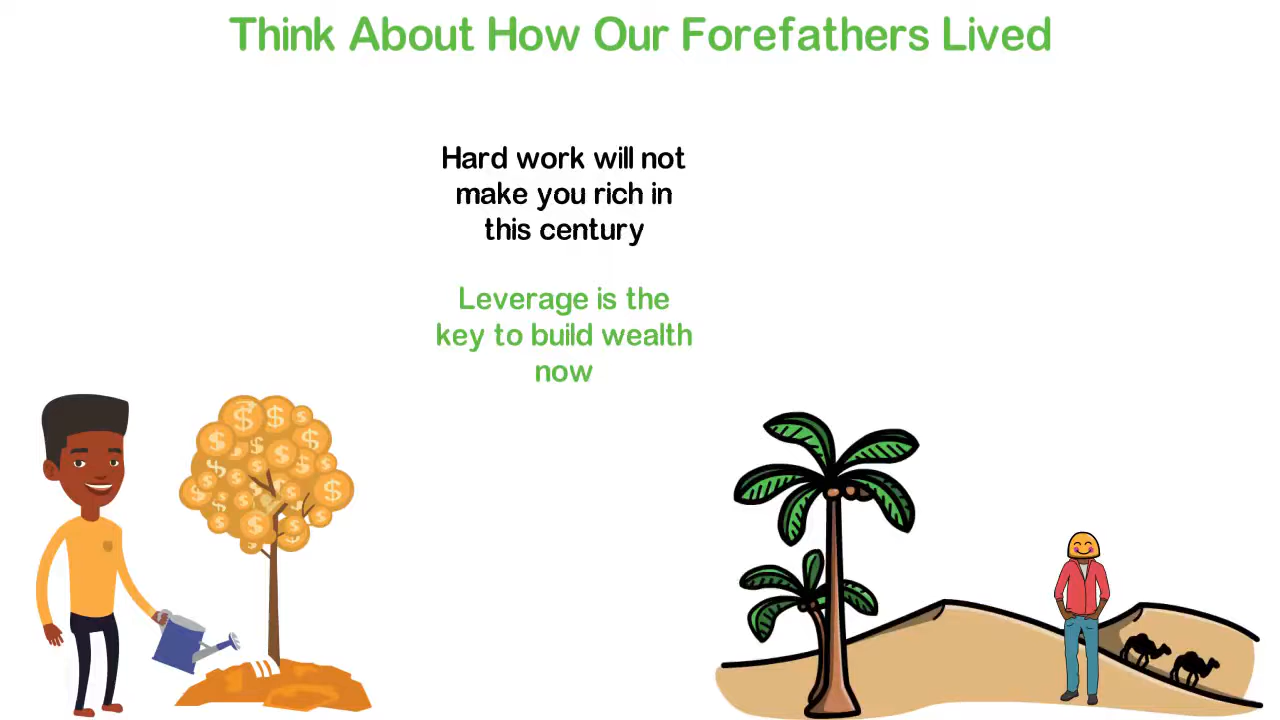 Think About How Our Forefathers Lived
Hard work will not
make you rich in
this century
Leverage is the
key to build wealth
now